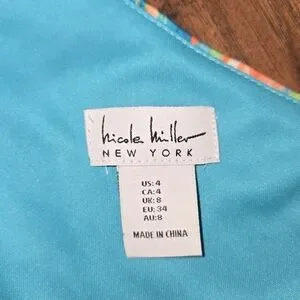 Nicole Miller
NEW YORK
US: 4
CA: 4
UK: 8
EU: 34
AU: 8
MADE IN CHINA